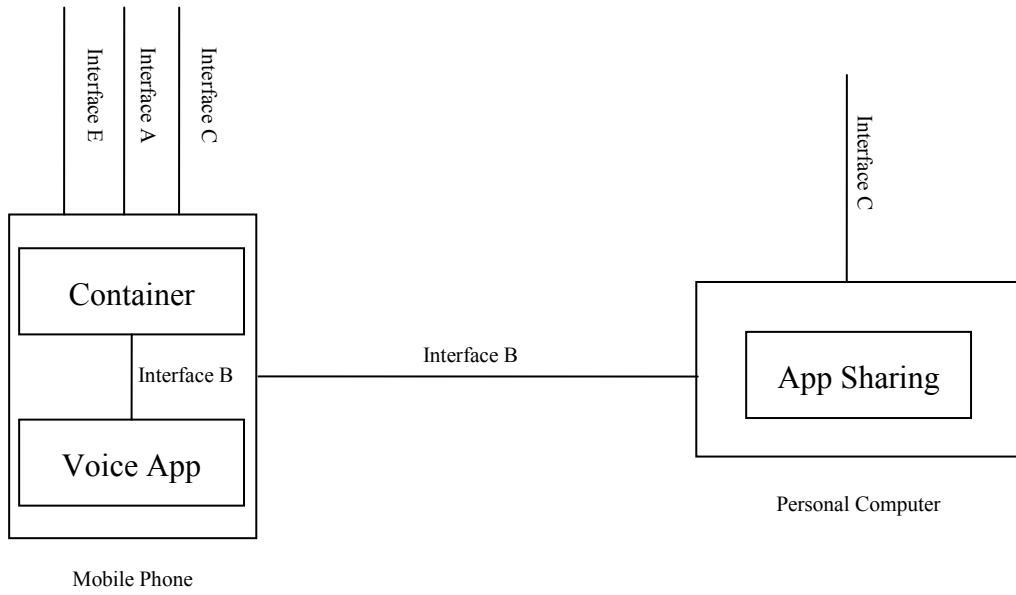 Interface E
Interface A
Interface C
Interface C
Container
Interface B
Interface B
App Sharing
Voice App
Personal Computer
Mobile Phone